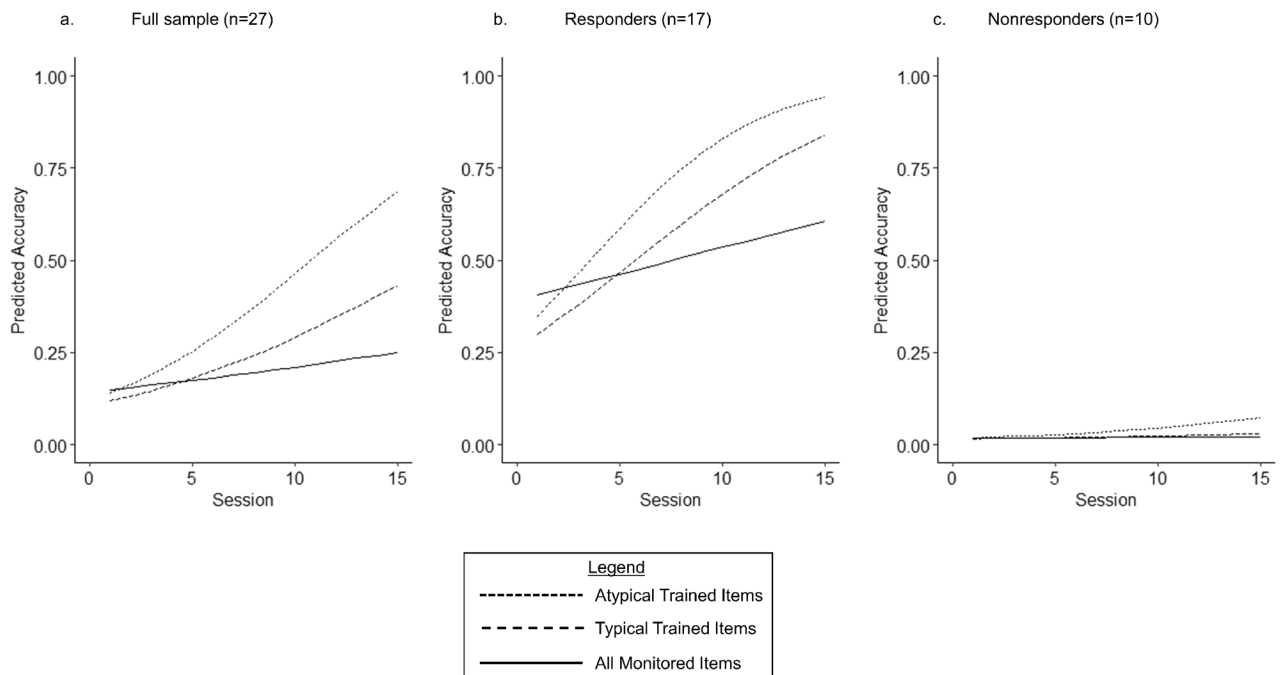 a. Full sample (n=27)
b. Responders (n=17)
c. Nonresponders (n=10)
Predicted Accuracy
1.00
0.75
0.50
0.25
0.00
0 5 10 15
Session
Predicted Accuracy
1.00
0.75
0.50
0.25
0.00
0 5 10 15
Session
Predicted Accuracy
1.00
0.75
0.50
0.25
0.00
0 5 10 15
Session
Legend
Atypical Trained Items
Typical Trained Items
All Monitored Items